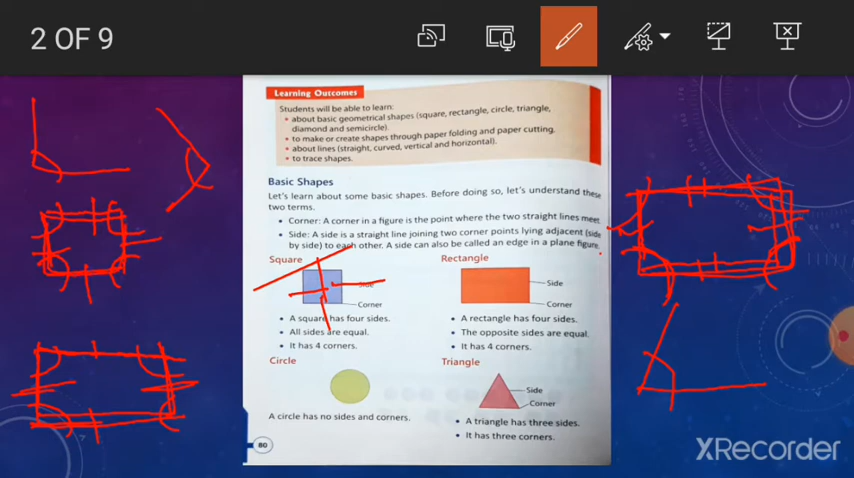 2 OF 9
Learning Outcomes
Students will be able to learn:
• about basic geometrical shapes (square, rectangle, circle, triangle,
diamond and semicircle).
• to make or create shapes through paper folding and paper cutting.
• about lines (straight, curved, vertical and horizontal).
• to trace shapes.
Basic Shapes
Let's learn about some basic shapes. Before doing so, let's understand these
two terms.
• Corner: A corner in a figure is the point where the two straight lines meet.
• Side: A side is a straight line joining two corner points lying adjacent (side
by side) to each other. A side can also be called an edge in a plane figure.
Square
Side
Corner
• A square has four sides.
• All sides are equal.
• It has 4 corners.
Rectangle
Side
Corner
• A rectangle has four sides.
• The opposite sides are equal.
• It has 4 corners.
Circle
A circle has no sides and corners.
Triangle
Side
Corner
• A triangle has three sides.
• It has three corners.
80
XRecorder